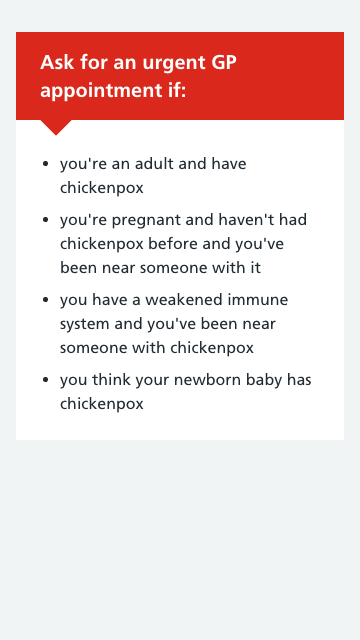 Ask for an urgent GP
appointment if:
• you're an adult and have
chickenpox
• you're pregnant and haven't had
chickenpox before and you've
been near someone with it
• you have a weakened immune
system and you've been near
someone with chickenpox
• you think your newborn baby has
chickenpox